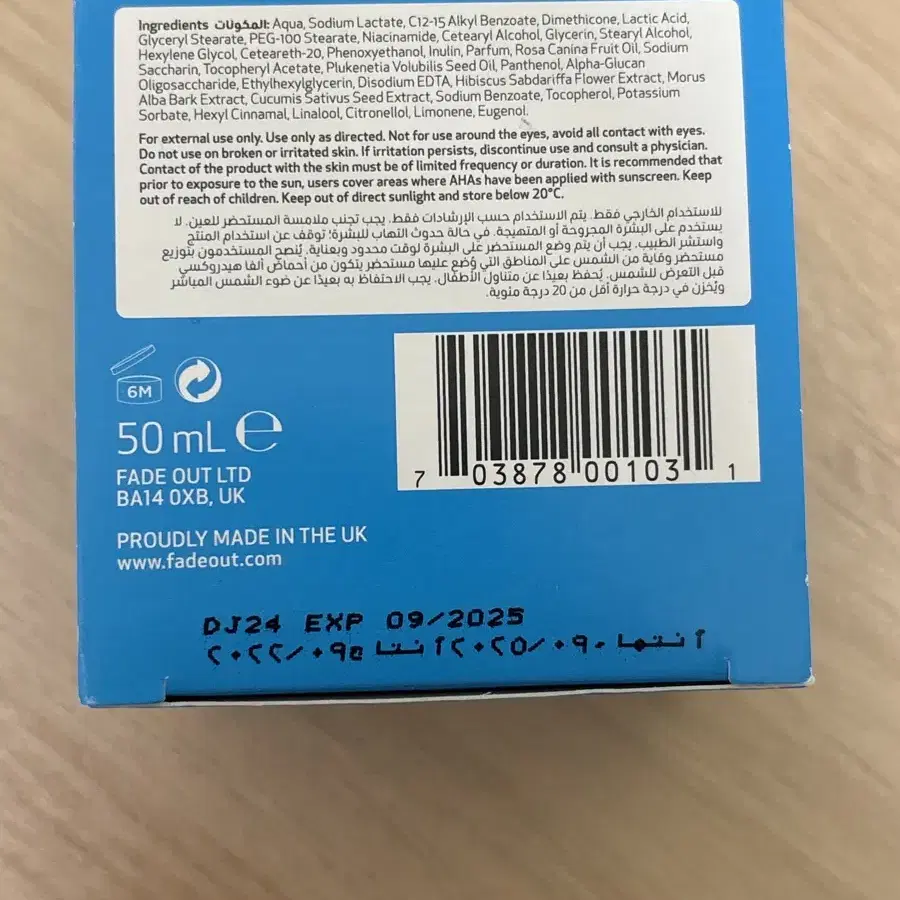 Ingredients المكونات: Aqua, Sodium Lactate, C12-15 Alkyl Benzoate, Dimethicone, Lactic Acid,
Glyceryl Stearate, PEG-100 Stearate, Niacinamide, Cetearyl Alcohol, Glycerin, Stearyl Alcohol,
Hexylene Glycol, Ceteareth-20, Phenoxyethanol, Inulin, Parfum, Rosa Canina Fruit Oil, Sodium
Saccharin, Tocopheryl Acetate, Plukenetia Volubilis Seed Oil, Panthenol, Alpha-Glucan
Oligosaccharide, Ethylhexylglycerin, Disodium EDTA, Hibiscus Sabdariffa Flower Extract, Morus
Alba Bark Extract, Cucumis Sativus Seed Extract, Sodium Benzoate, Tocopherol, Potassium
Sorbate, Hexyl Cinnamal, Linalool, Citronellol, Limonene, Eugenol.
For external use only. Use only as directed. Not for use around the eyes, avoid all contact with eyes.
Do not use on broken or irritated skin. If irritation persists, discontinue use and consult a physician.
Contact of the product with the skin must be of limited frequency or duration. It is recommended that
prior to exposure to the sun, users cover areas where AHAs have been applied with sunscreen. Keep
out of reach of children. Keep out of direct sunlight and store below 20°C.
للاستخدام الخارجي فقط. يتم الاستخدام حسب الإرشادات فقط. يجب تجنب ملامسة المستحضر للعين. لا
يستخدم على البشرة المجروحة أو المتهيجة. في حالة حدوث التهاب للبشرة؛ توقف عن استخدام المنتج
واستشر الطبيب. يجب أن يتم وضع المستحضر على البشرة لوقت محدود وبعناية. يُنصح المستخدمون بتوزيع
مستحضر وقاية من الشمس على المناطق التي وُضع عليها مستحضر يتكون من أحماض ألفا هيدروكسي
قبل التعرض للشمس. يُحفظ بعيدًا عن متناول الأطفال. يجب الاحتفاظ به بعيدًا عن ضوء الشمس المباشر
ويُخزن في درجة حرارة أقل من 20 درجة مئوية.
6M
50 mL ℮
FADE OUT LTD
BA14 0XB, UK
7 03878 00103 1
PROUDLY MADE IN THE UK
www.fadeout.com
DJ24 EXP 09/2025